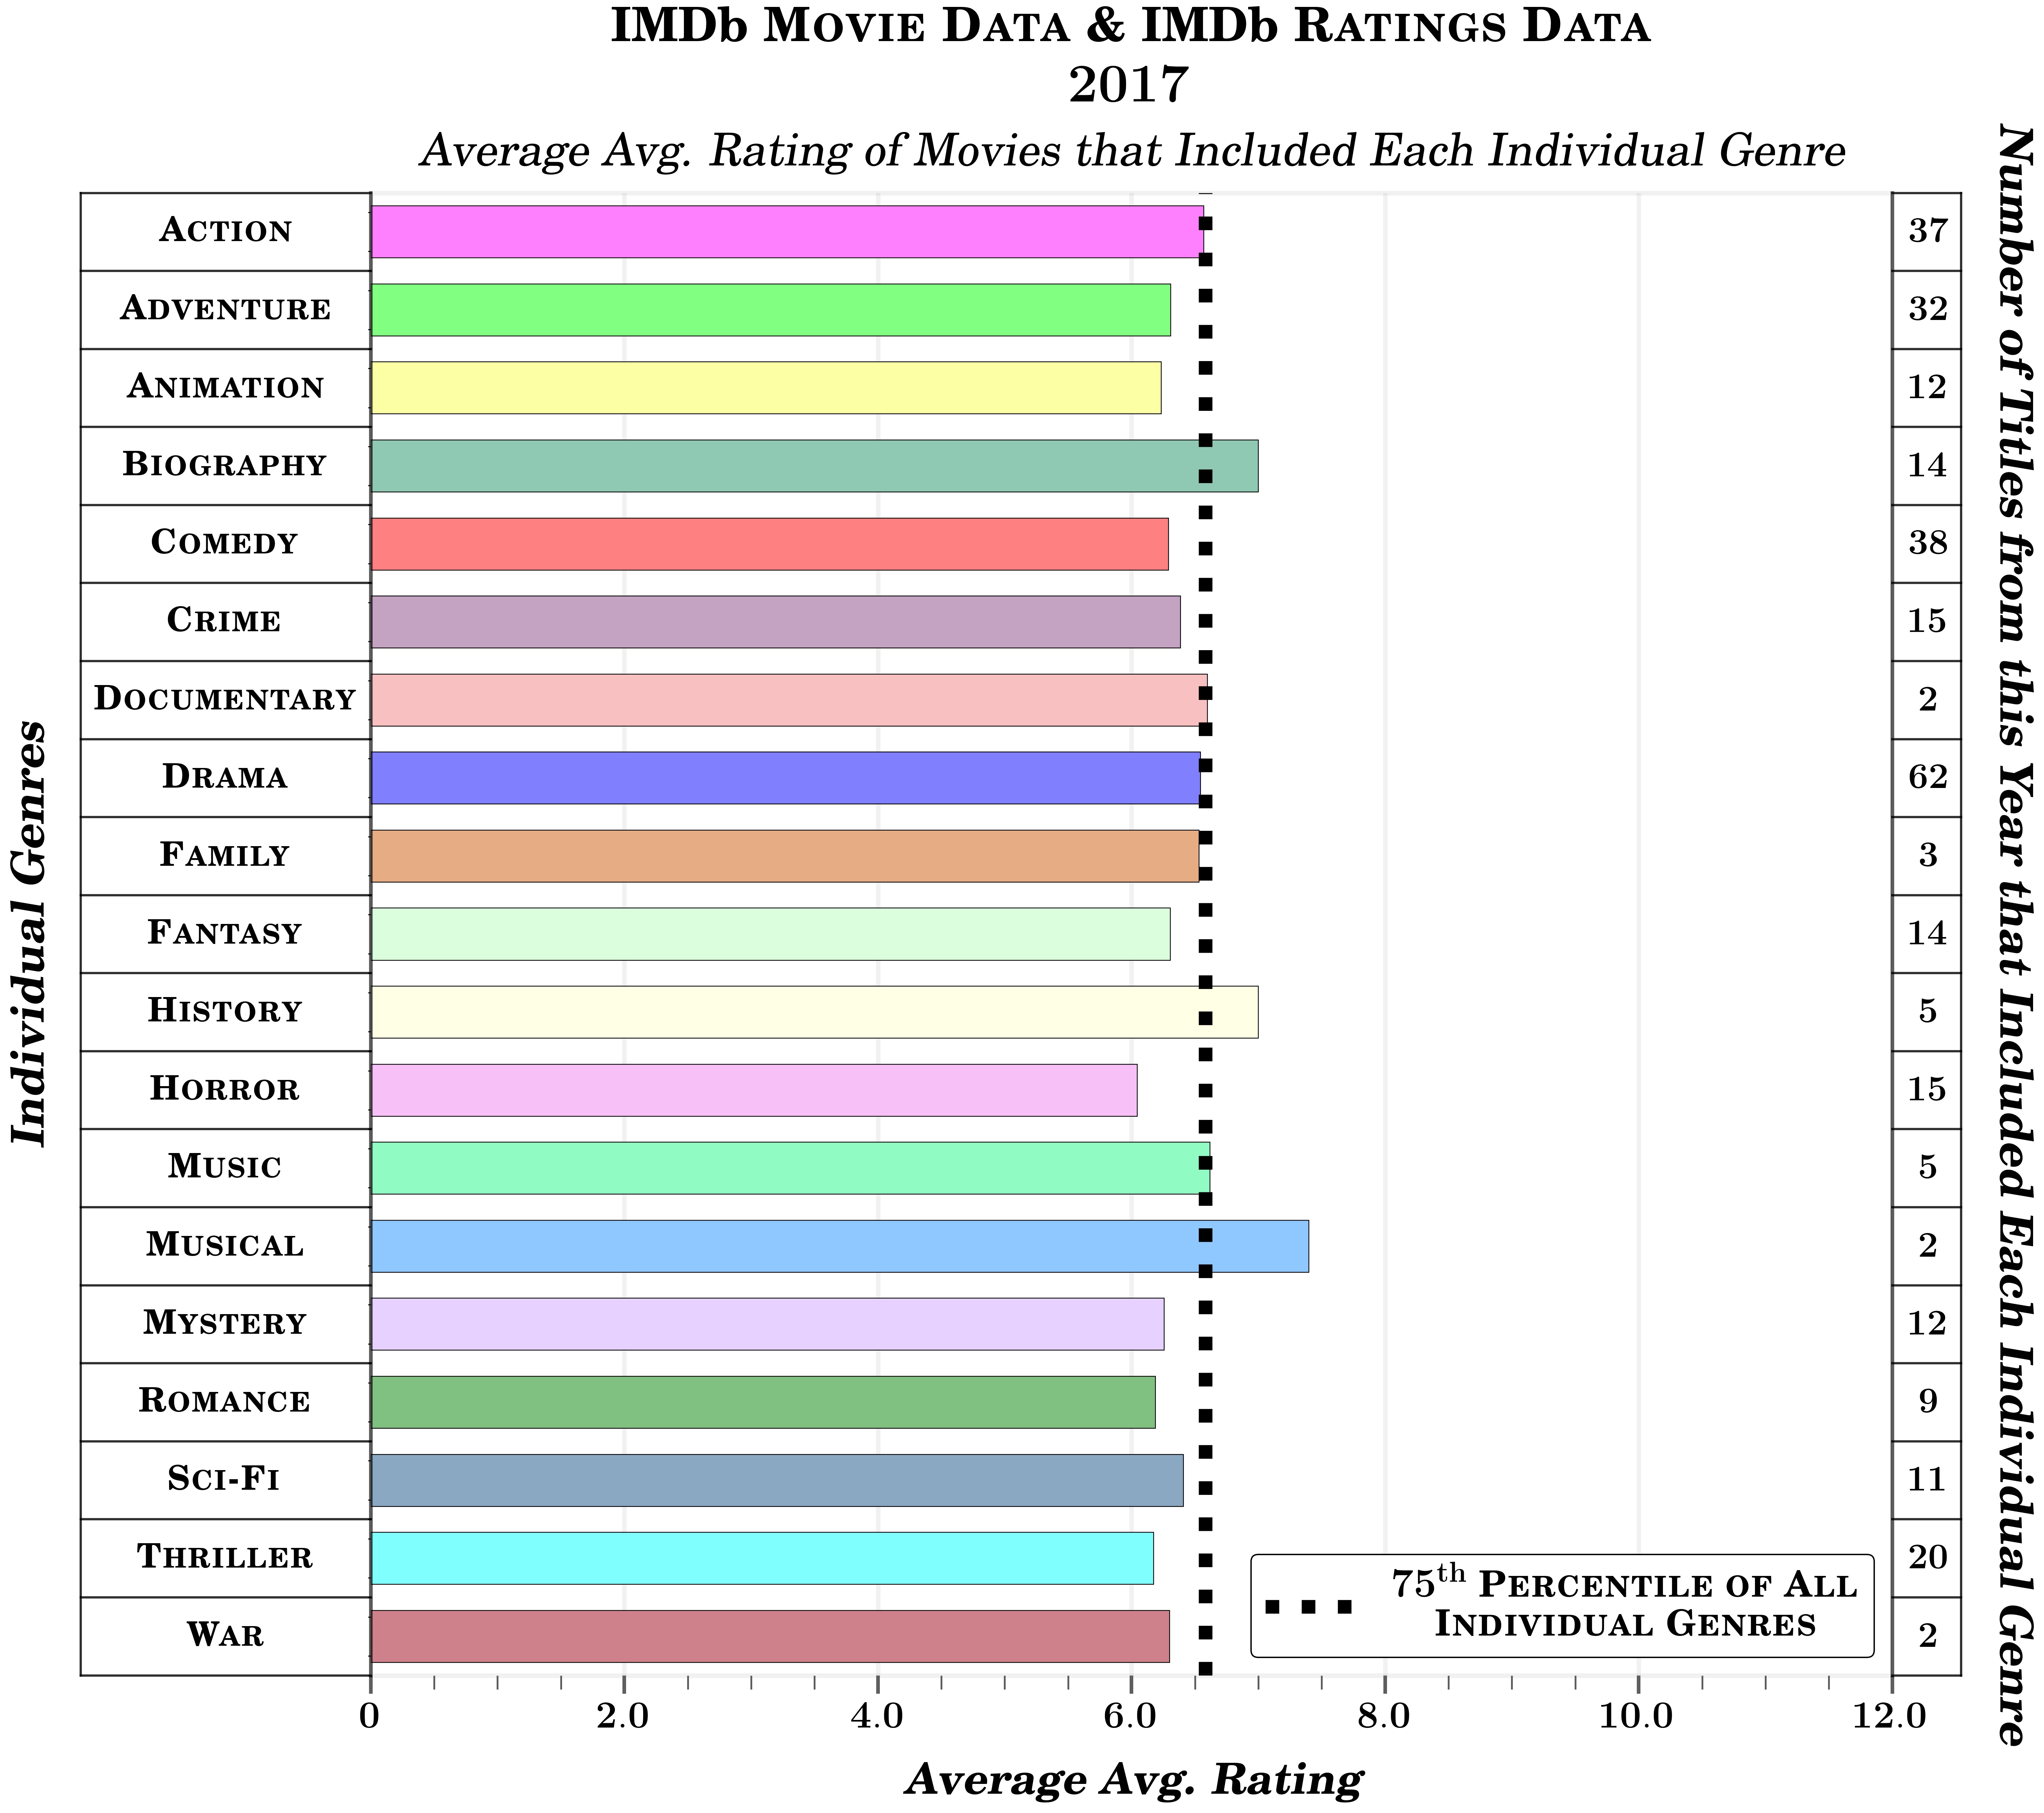 IMDb Movie Data & IMDb Ratings Data
2017
Average Avg. Rating of Movies that Included Each Individual Genre
Individual Genres
Action 37
Adventure 32
Animation 12
Biography 14
Comedy 38
Crime 15
Documentary 2
Drama 62
Family 3
Fantasy 14
History 5
Horror 15
Music 5
Musical 2
Mystery 12
Romance 9
Sci-Fi 11
Thriller 20
War 2
Number of Titles from this Year that Included Each Individual Genre
75th Percentile of All
Individual Genres
0 2.0 4.0 6.0 8.0 10.0 12.0
Average Avg. Rating